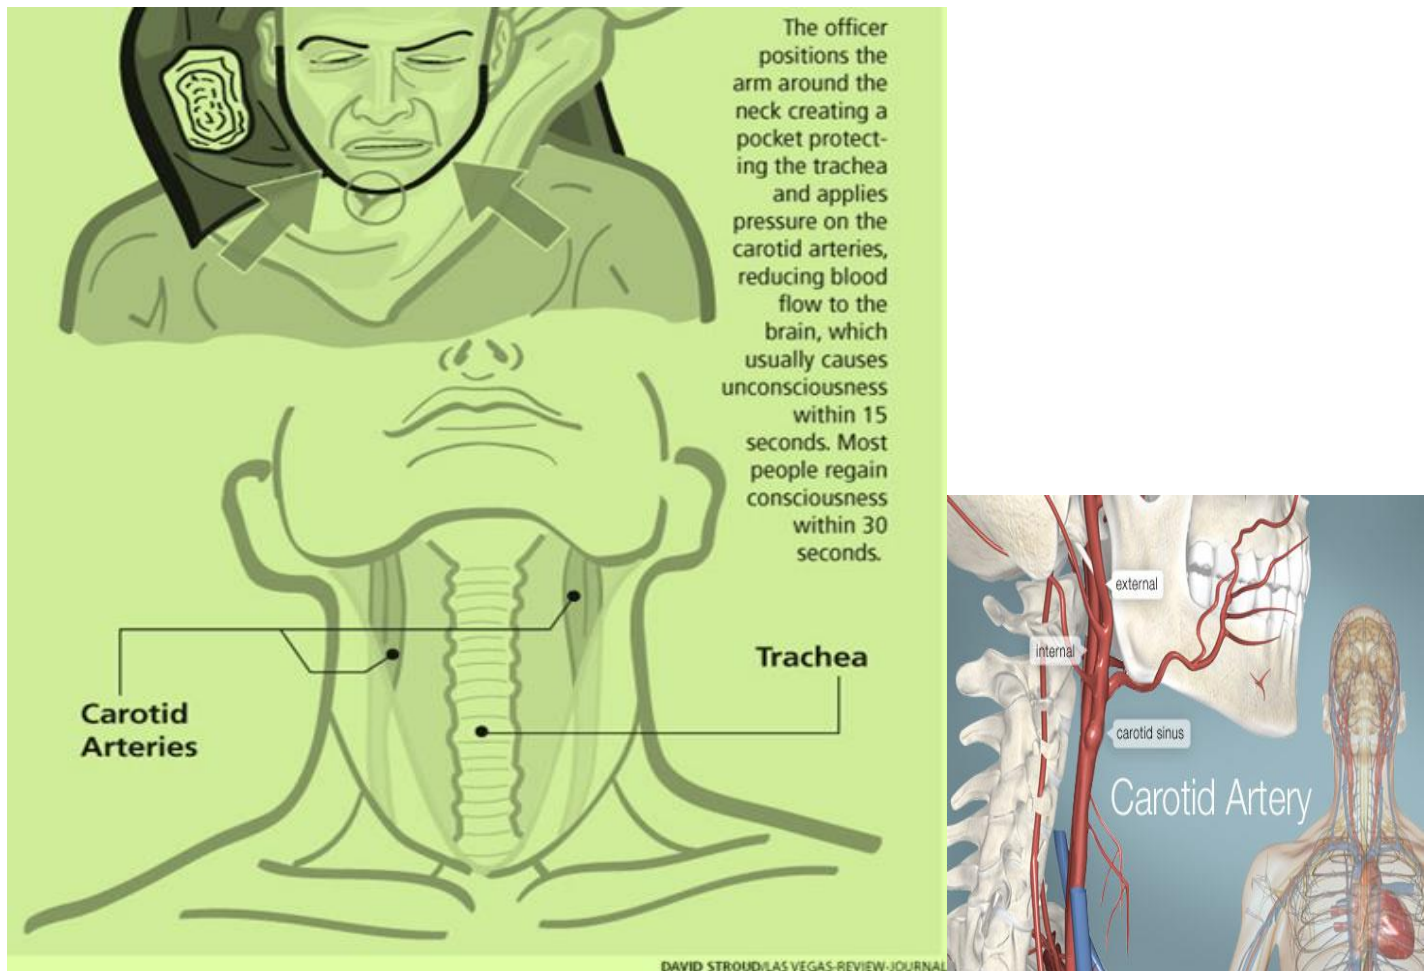 The officer
positions the
arm around the
neck creating a
pocket protect-
ing the trachea
and applies
pressure on the
carotid arteries,
reducing blood
flow to the
brain, which
usually causes
unconsciousness
within 15
seconds. Most
people regain
consciousness
within 30
seconds.
Trachea
Carotid
Arteries
DAVID STROUD/LAS VEGAS-REVIEW-JOURNAL
external
internal
carotid sinus
Carotid Artery